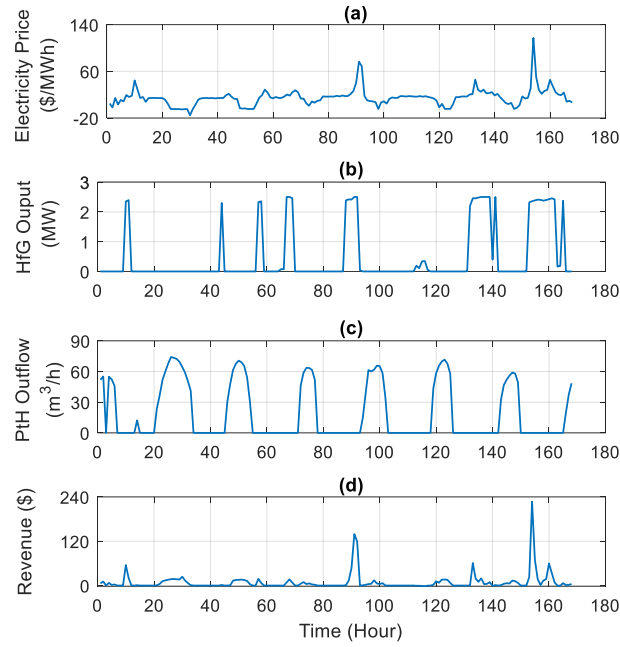 (a)
Electricity Price
($/MWh)
140
60
-20
0 20 40 60 80 100 120 140 160 180
(b)
HfG Ouput
(MW)
3
2
1
0
0 20 40 60 80 100 120 140 160 180
(c)
PtH Outflow
(m³/h)
90
60
30
0
0 20 40 60 80 100 120 140 160 180
(d)
Revenue ($)
240
120
0
0 20 40 60 80 100 120 140 160 180
Time (Hour)